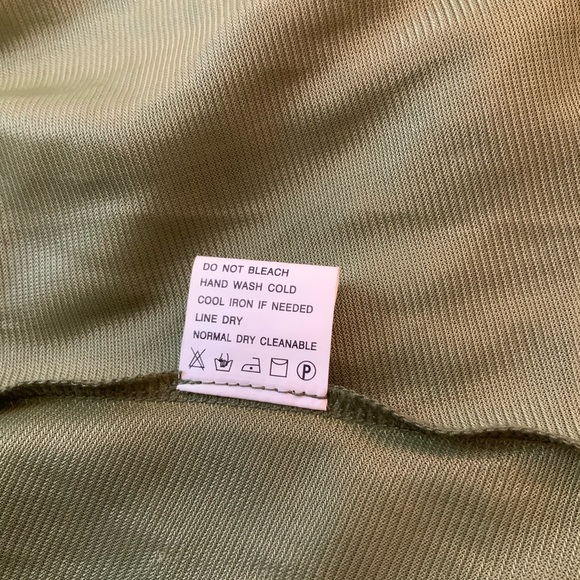 DO NOT BLEACH
HAND WASH COLD
COOL IRON IF NEEDED
LINE DRY
NORMAL DRY CLEANABLE
P